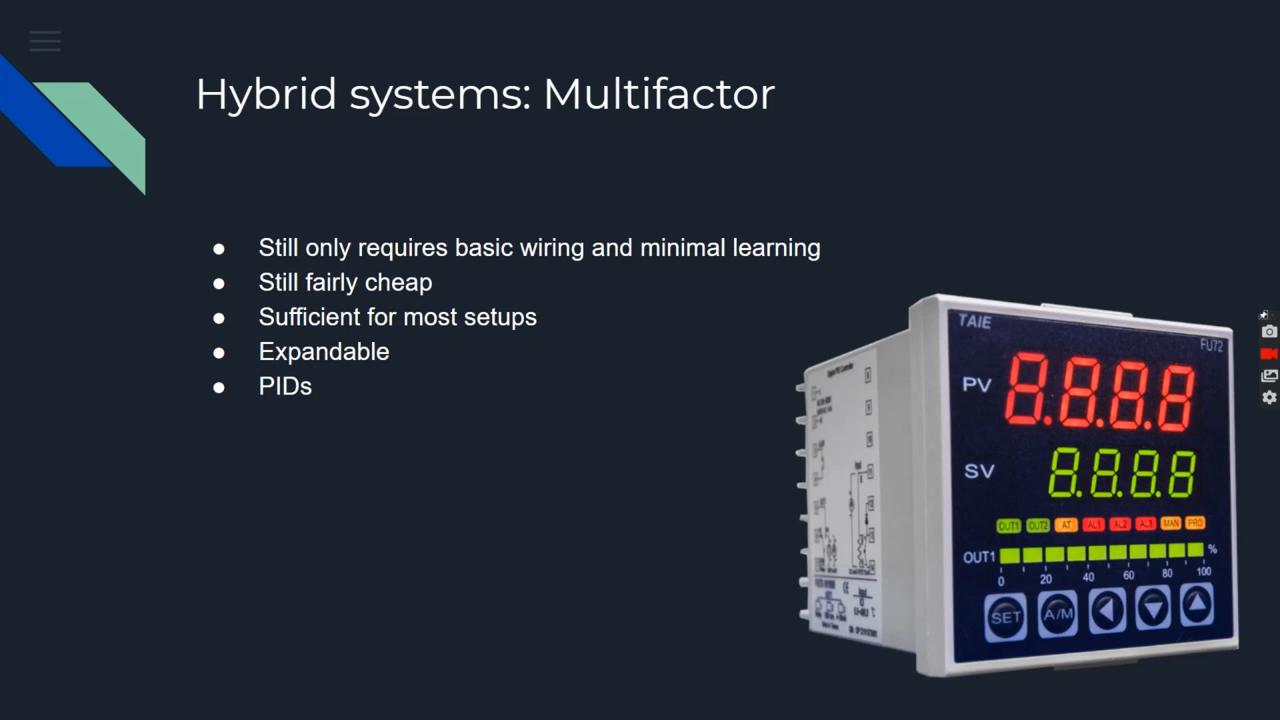 Hybrid systems: Multifactor
● Still only requires basic wiring and minimal learning
● Still fairly cheap
● Sufficient for most setups
● Expandable
● PIDs
TAIE
FU72
PV 8.8.8.8
SV 8.8.8.8
OUT1 OUT2 AT AL1 AL2 AL3 MAN PRO
OUT1 %
0 20 40 60 80 100
SET A/M